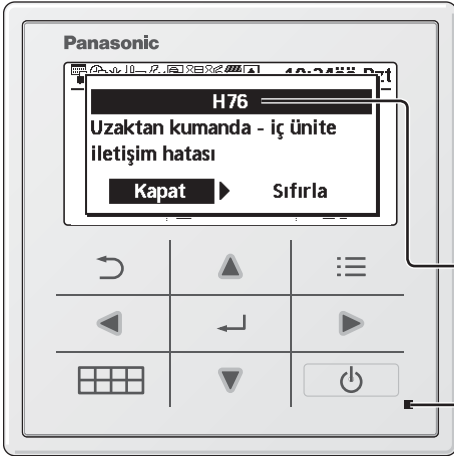 Panasonic
H76
Uzaktan kumanda - iç ünite
iletişim hatası
Kapat
Sıfırla